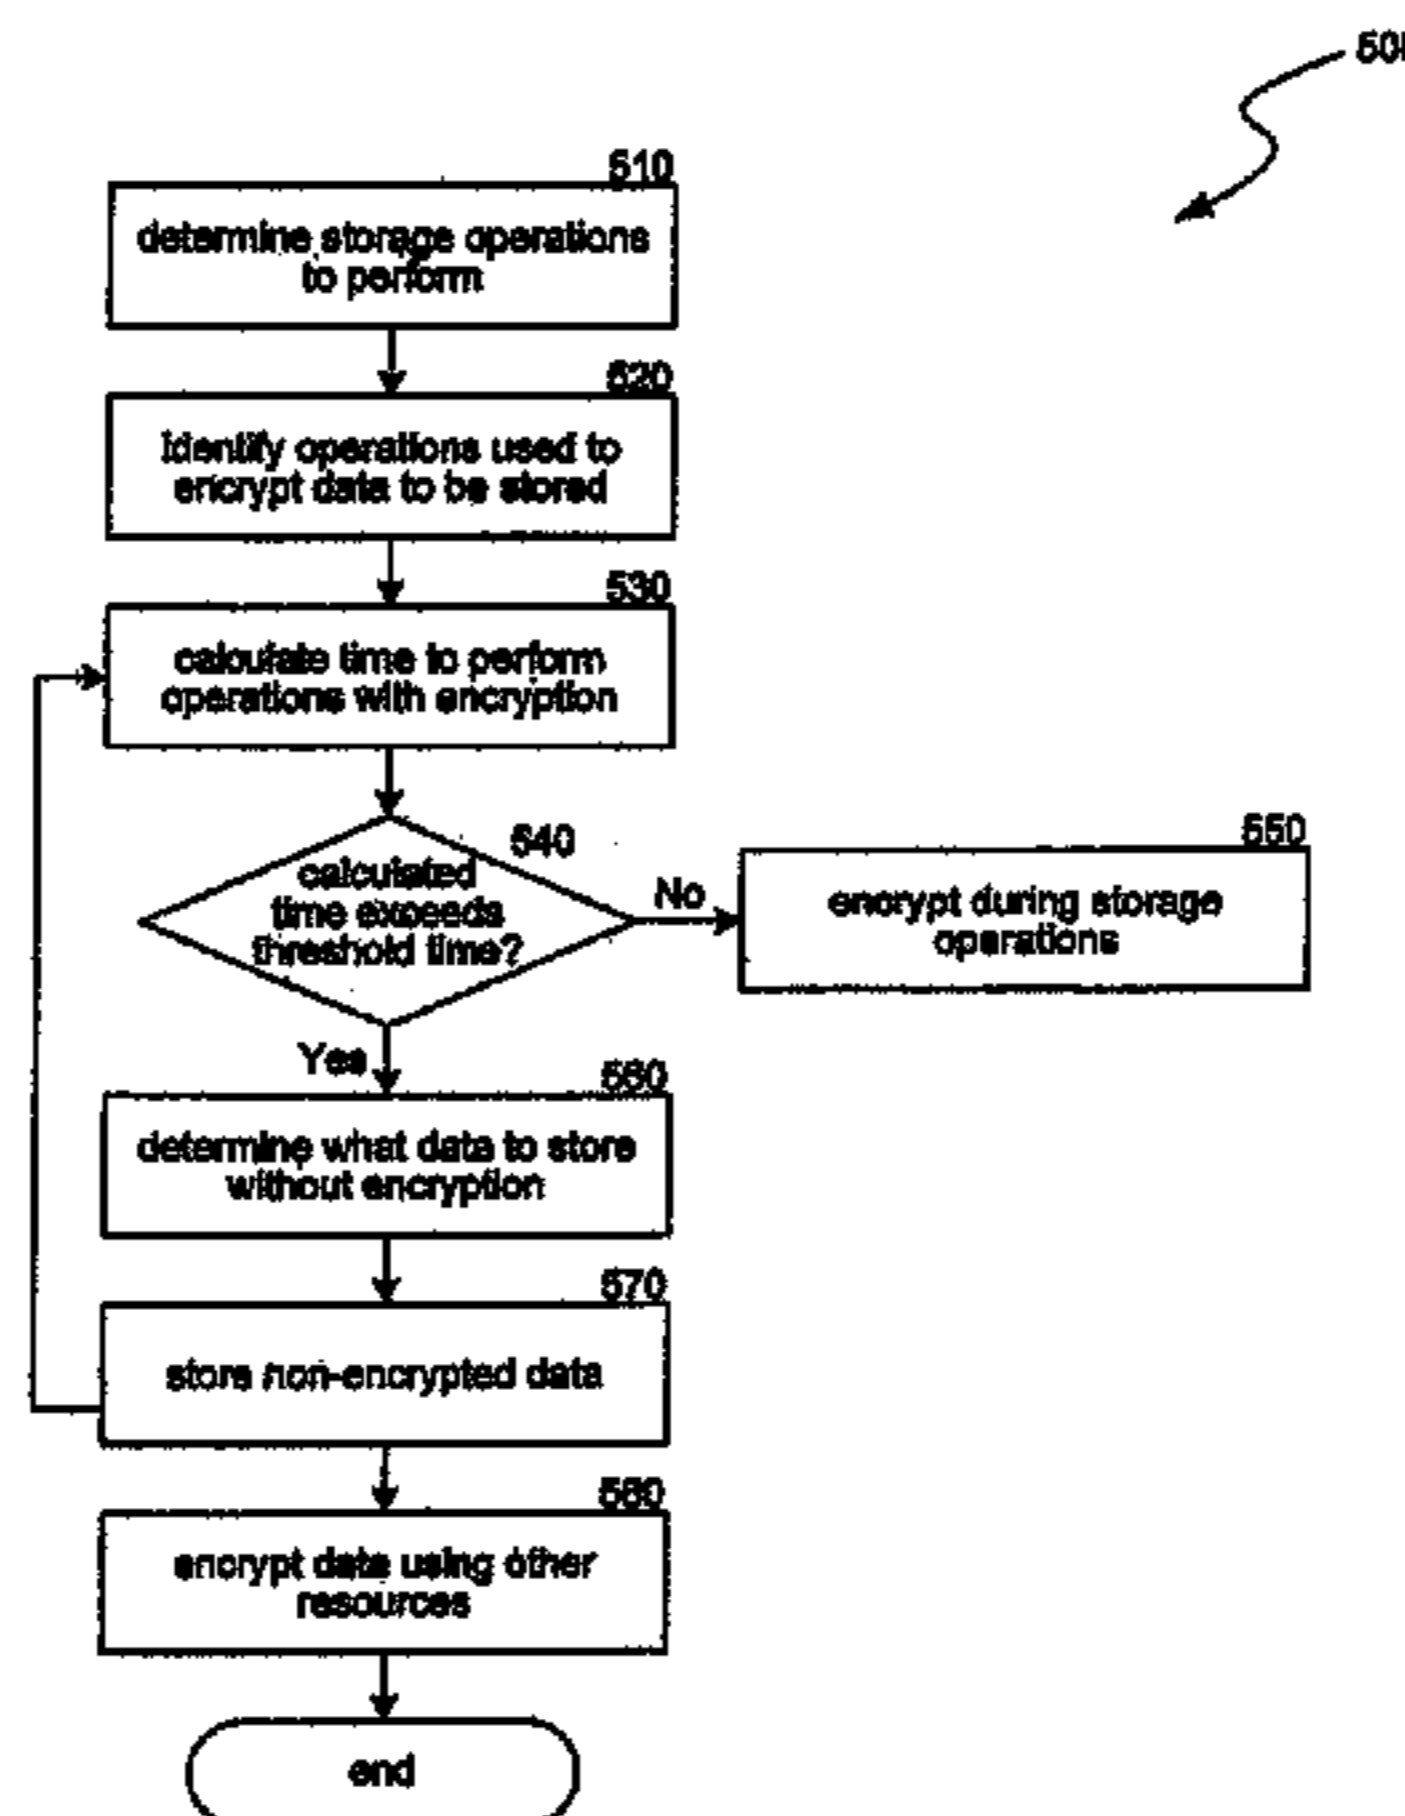 510
determine storage operations
to perform
520
identify operations used to
encrypt data to be stored
530
calculate time to perform
operations with encryption
540
calculated
time exceeds
threshold time?
No
550
encrypt during storage
operations
Yes
560
determine what data to store
without encryption
570
store non-encrypted data
580
encrypt data using other
resources
end